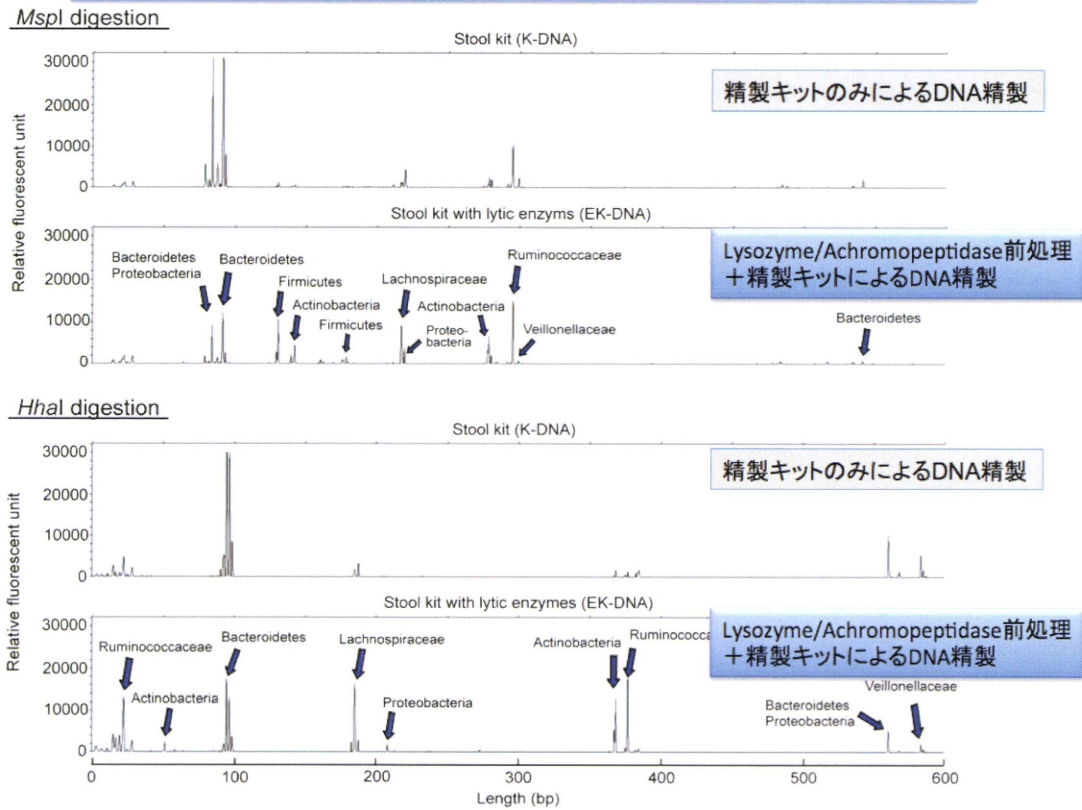 MspI digestion
Stool kit (K-DNA)
30000
20000
10000
0
精製キットのみによるDNA精製
Relative fluorescent unit
Stool kit with lytic enzyms (EK-DNA)
30000
20000
10000
0
Bacteroidetes
Proteobacteria
Bacteroidetes
Firmicutes
Actinobacteria
Firmicutes
Lachnospiraceae
Proteo-
bacteria
Actinobacteria
Ruminococcaceae
Veillonellaceae
Bacteroidetes
Lysozyme/Achromopeptidase前処理
+精製キットによるDNA精製
HhaI digestion
Stool kit (K-DNA)
30000
20000
10000
0
精製キットのみによるDNA精製
Relative fluorescent unit
Stool kit with lytic enzymes (EK-DNA)
30000
20000
10000
0
Ruminococcaceae
Actinobacteria
Bacteroidetes
Lachnospiraceae
Proteobacteria
Actinobacteria
Ruminococca
Lysozyme/Achromopeptidase前処理
+精製キットによるDNA精製
Veillonellaceae
Bacteroidetes
Proteobacteria
0 100 200 300 400 500 600
Length (bp)